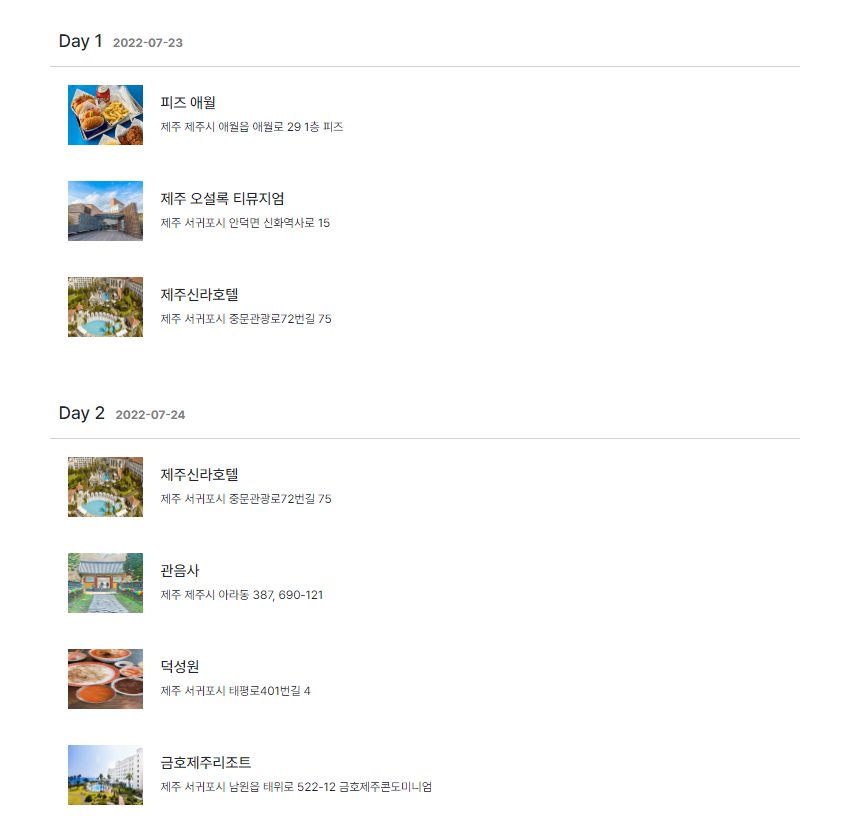 Day 1 2022-07-23
피즈 애월
제주 제주시 애월읍 애월로 29 1층 피즈
제주 오설록 티뮤지엄
제주 서귀포시 안덕면 신화역사로 15
제주신라호텔
제주 서귀포시 중문관광로72번길 75
Day 2 2022-07-24
제주신라호텔
제주 서귀포시 중문관광로72번길 75
관음사
제주 제주시 아라동 387, 690-121
덕성원
제주 서귀포시 태평로401번길 4
금호제주리조트
제주 서귀포시 남원읍 태위로 522-12 금호제주콘도미니엄